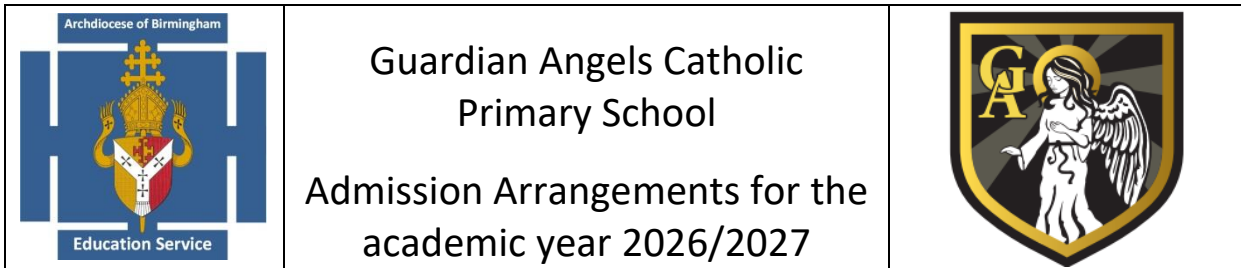 Archdiocese of Birmingham
Education Service
Guardian Angels Catholic
Primary School
Admission Arrangements for the
academic year 2026/2027
GA